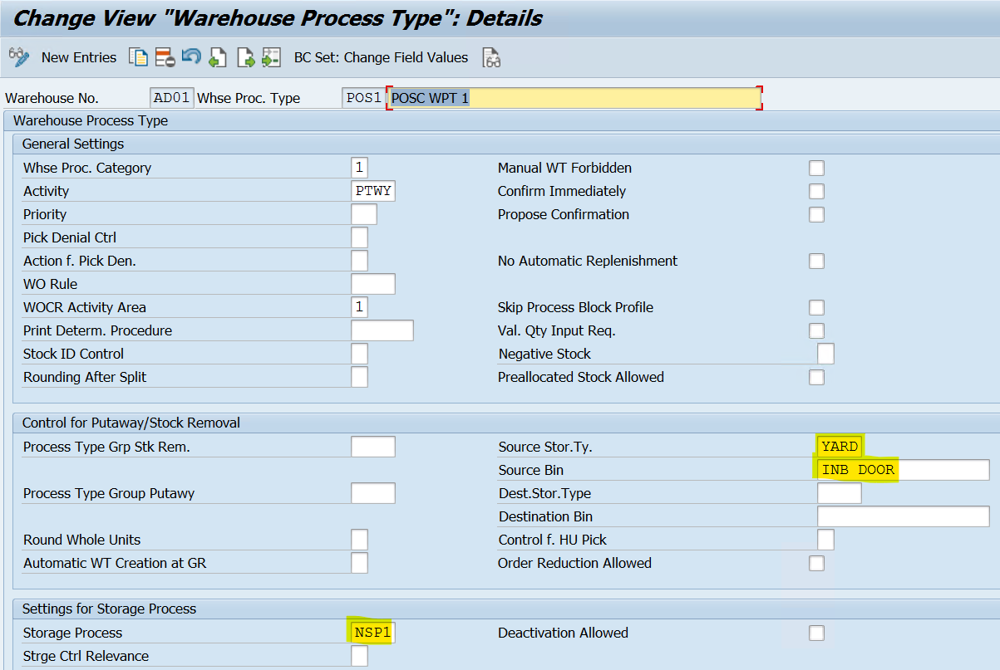 Change View "Warehouse Process Type": Details
New Entries BC Set: Change Field Values
Warehouse No. AD01 Whse Proc. Type POS1 POSC WPT 1
Warehouse Process Type
General Settings
Whse Proc. Category 1 Manual WT Forbidden
Activity PTWY Confirm Immediately
Priority Propose Confirmation
Pick Denial Ctrl
Action f. Pick Den. No Automatic Replenishment
WO Rule
WOCR Activity Area 1 Skip Process Block Profile
Print Determ. Procedure Val. Qty Input Req.
Stock ID Control Negative Stock
Rounding After Split Preallocated Stock Allowed
Control for Putaway/Stock Removal
Process Type Grp Stk Rem. Source Stor.Ty. YARD
Source Bin INB DOOR
Process Type Group Putawy Dest.Stor.Type
Destination Bin
Round Whole Units Control f. HU Pick
Automatic WT Creation at GR Order Reduction Allowed
Settings for Storage Process
Storage Process NSP1 Deactivation Allowed
Strge Ctrl Relevance